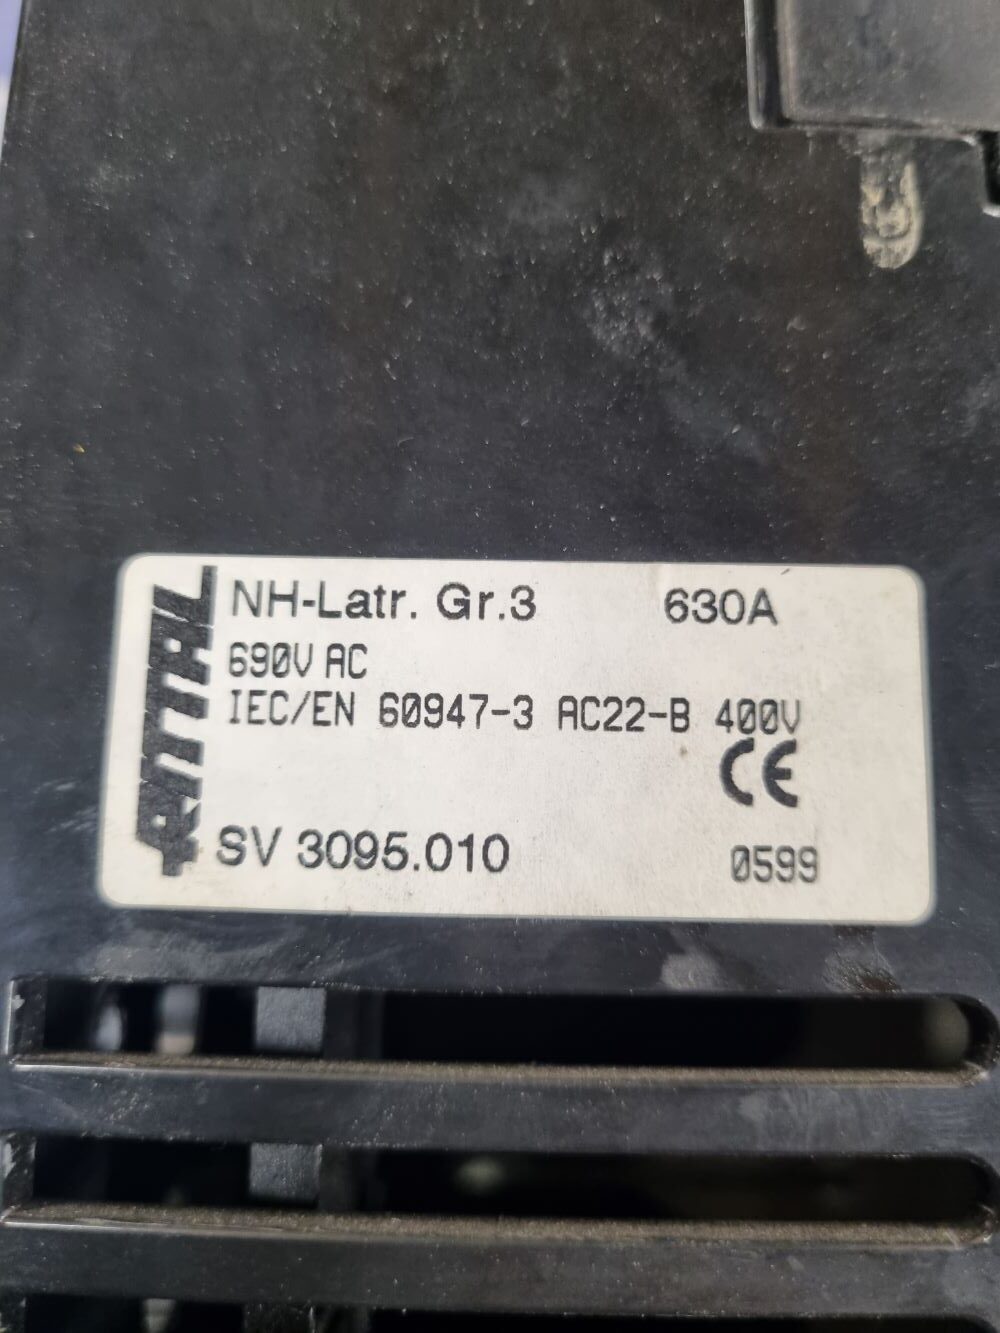 RITTAL
NH-Latr. Gr.3 630A
690V AC
IEC/EN 60947-3 AC22-B 400V
CE
SV 3095.010 0599